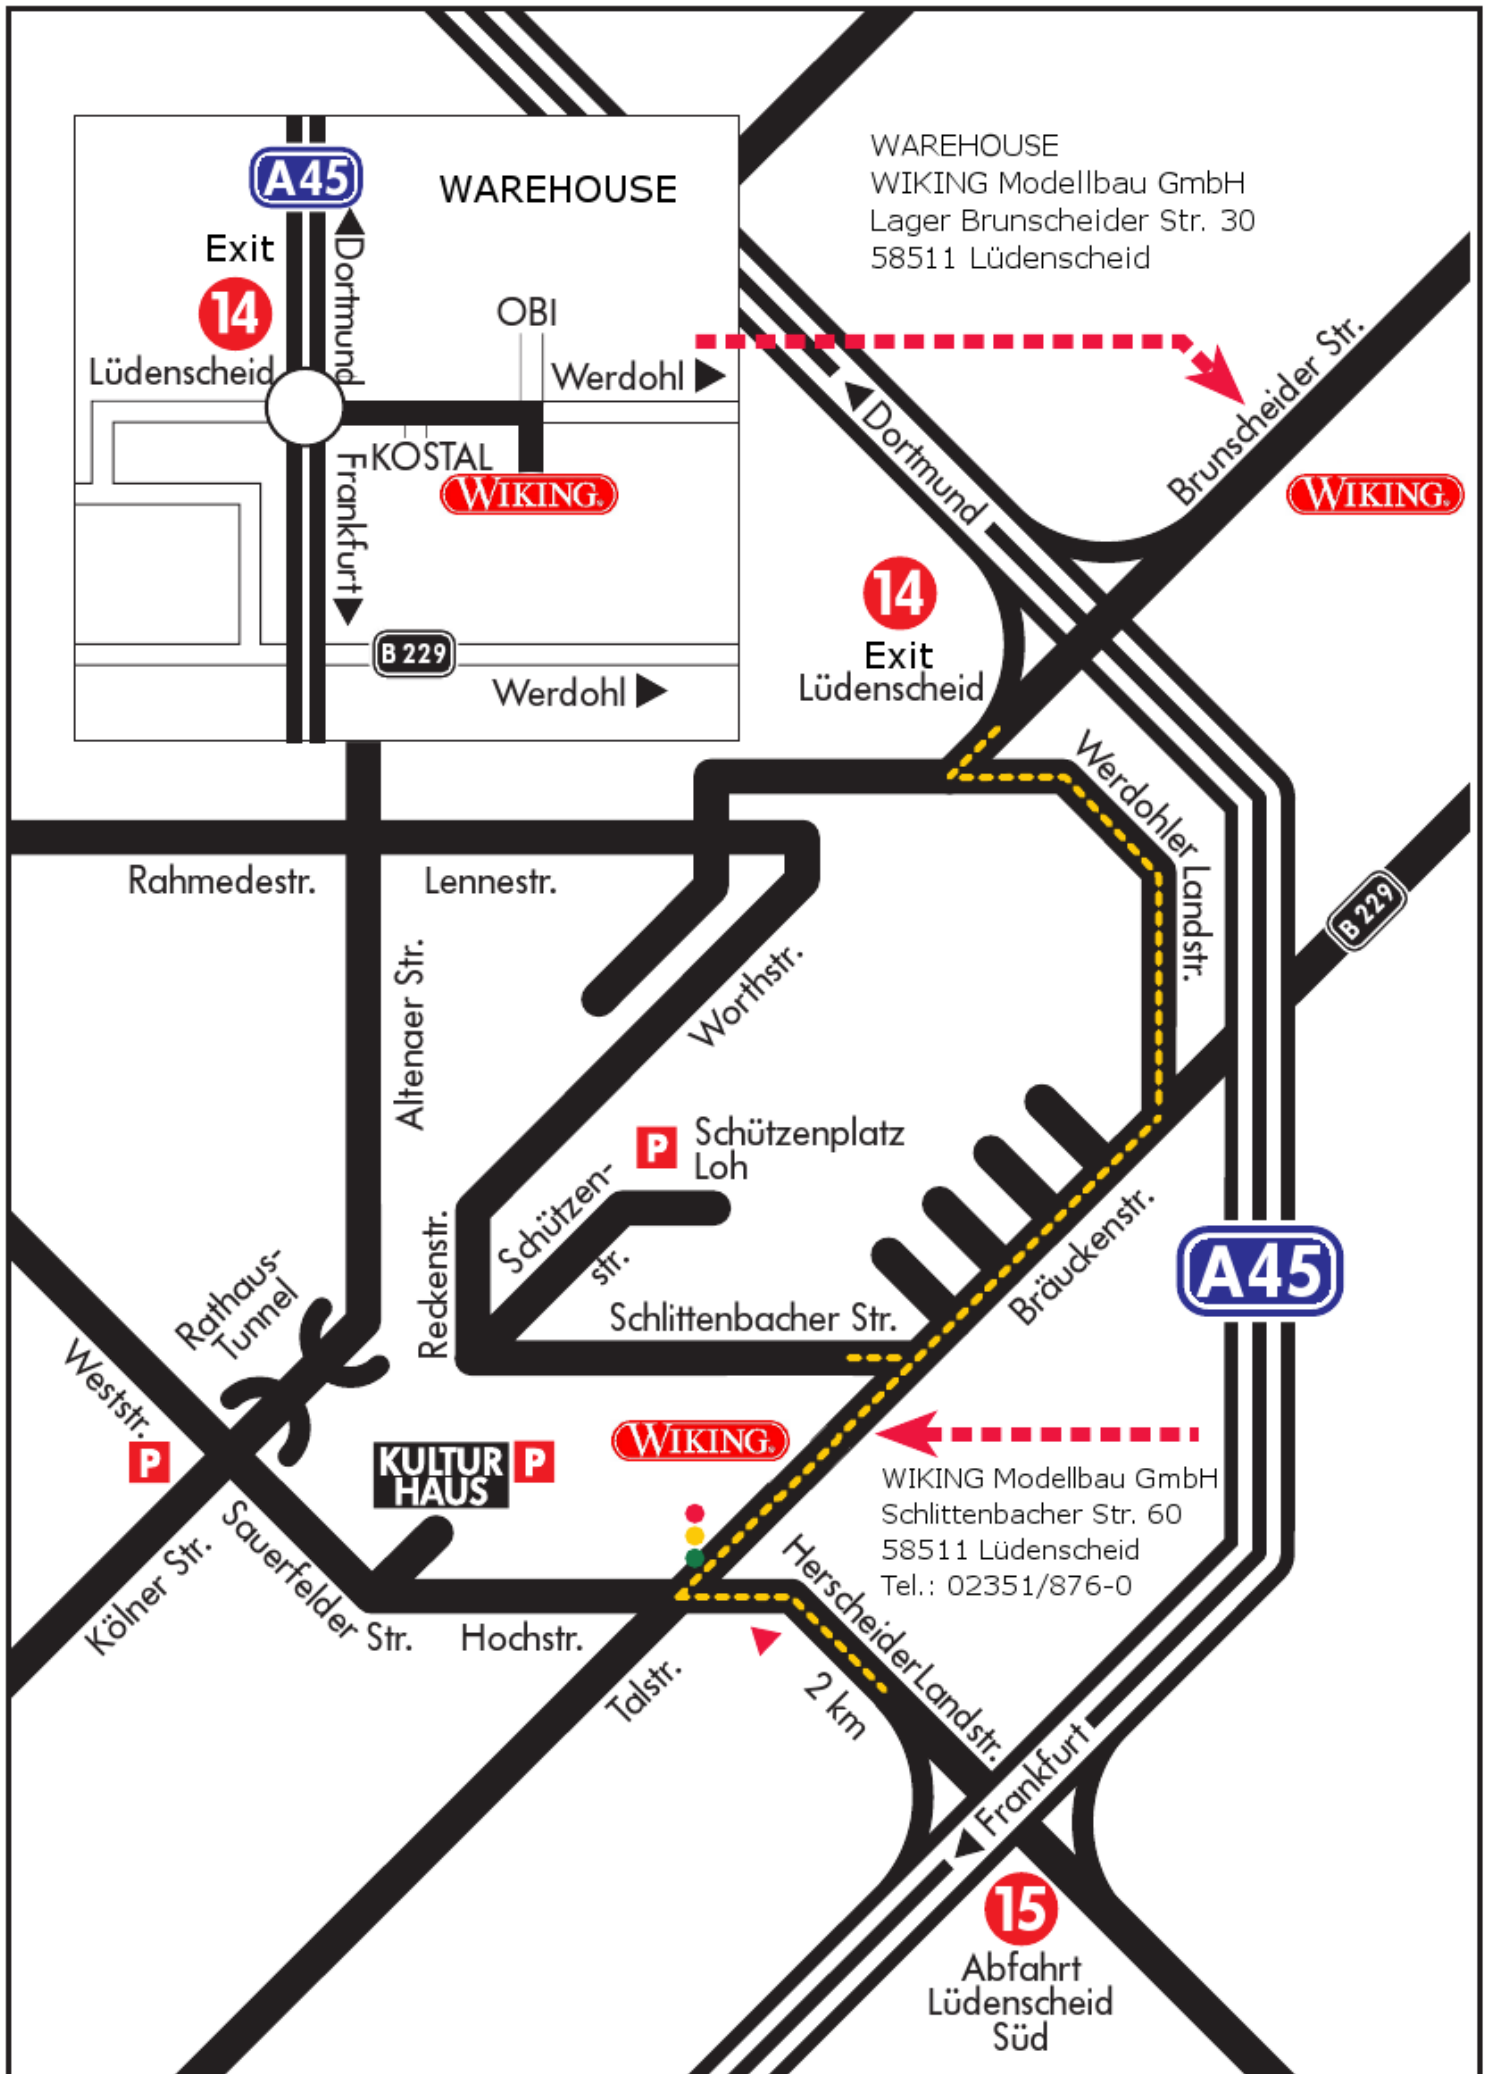 A45
WAREHOUSE
Exit
14
Lüdenscheid
Dortmund
OBI
Werdohl
KOSTAL
WIKING
Frankfurt
B 229
Werdohl
WAREHOUSE
WIKING Modellbau GmbH
Lager Brunscheider Str. 30
58511 Lüdenscheid
Dortmund
Brunscheider Str.
WIKING
14
Exit
Lüdenscheid
Werdohler Landstr.
B 229
Rahmedestr.
Lennestr.
Altenaer Str.
Worthstr.
P
Schützenplatz
Loh
Schützen-
str.
Reckenstr.
Schlittenbacher Str.
Bräuckenstr.
A45
Rathaus-
Tunnel
Weststr.
P
KULTUR
HAUS
P
WIKING
WIKING Modellbau GmbH
Schlittenbacher Str. 60
58511 Lüdenscheid
Tel.: 02351/876-0
Kölner Str.
Sauerfelder Str.
Hochstr.
Talstr.
Herscheider Landstr.
2 km
Frankfurt
15
Abfahrt
Lüdenscheid
Süd